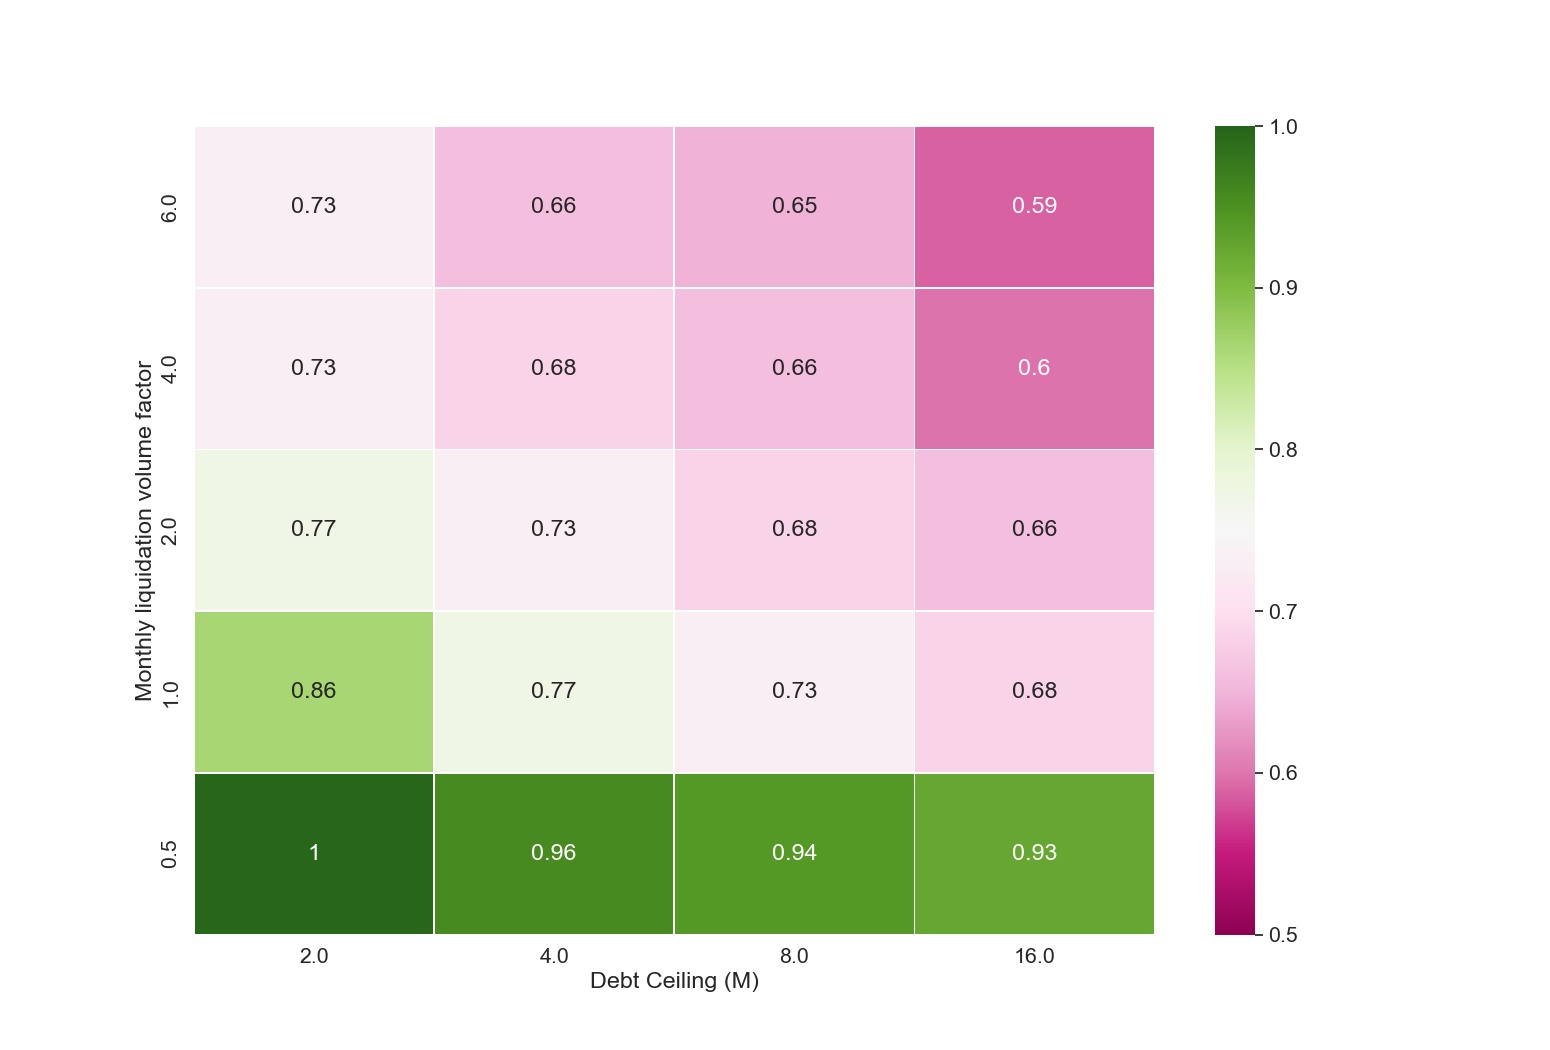 1.0
6.0 0.73 0.66 0.65 0.59
0.9
4.0 0.73 0.68 0.66 0.6
0.8
Monthly liquidation volume factor
2.0 0.77 0.73 0.68 0.66
0.7
1.0 0.86 0.77 0.73 0.68
0.6
0.5 1 0.96 0.94 0.93
0.5
2.0 4.0 8.0 16.0
Debt Ceiling (M)